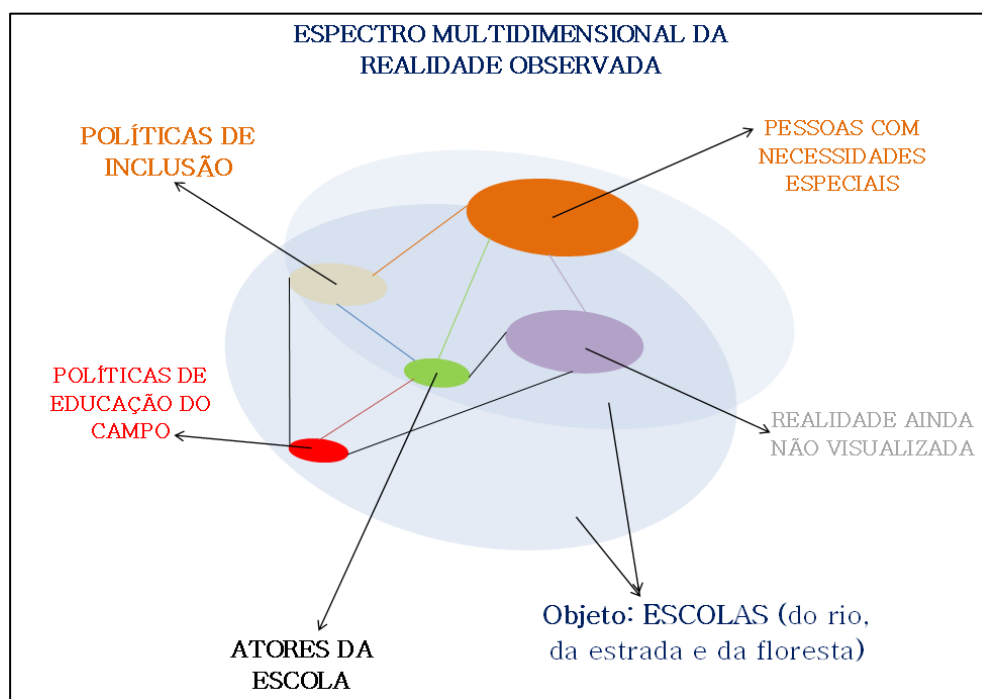 ESPECTRO MULTIDIMENSIONAL DA
REALIDADE OBSERVADA
POLÍTICAS DE
INCLUSÃO
PESSOAS COM
NECESSIDADES
ESPECIAIS
POLÍTICAS DE
EDUCAÇÃO DO
CAMPO
REALIDADE AINDA
NÃO VISUALIZADA
ATORES DA
ESCOLA
Objeto: ESCOLAS (do rio,
da estrada e da floresta)